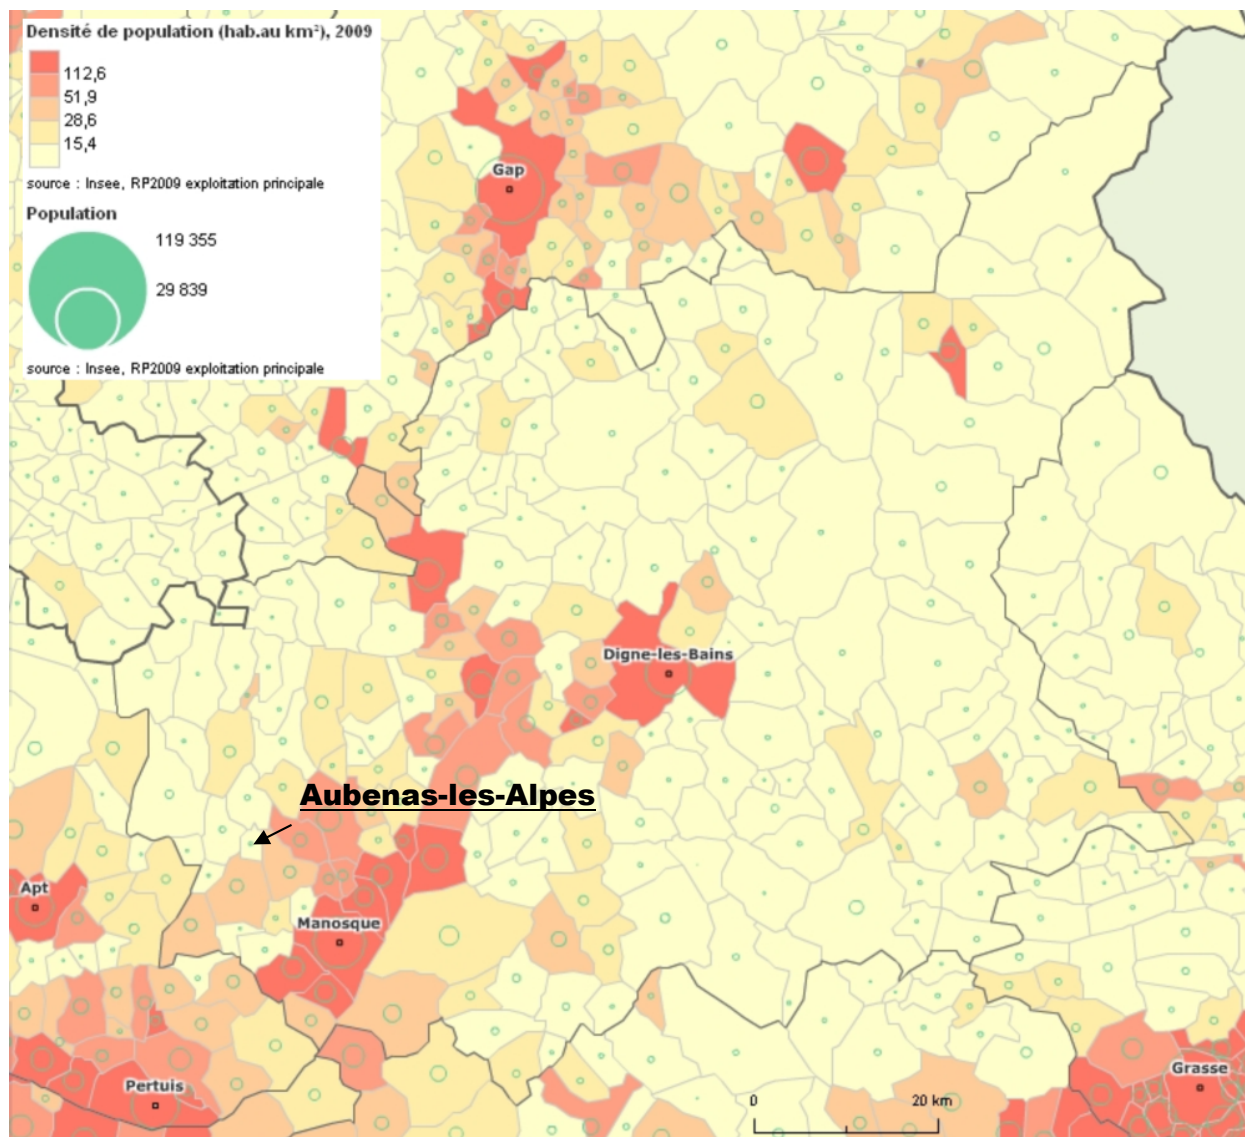 Densité de population (hab.au km²), 2009
112,6
51,9
28,6
15,4
source : Insee, RP2009 exploitation principale
Population
119 355
29 839
source : Insee, RP2009 exploitation principale
Gap
Digne-les-Bains
Aubenas-les-Alpes
Apt
Manosque
Pertuis
Grasse
0 20 km